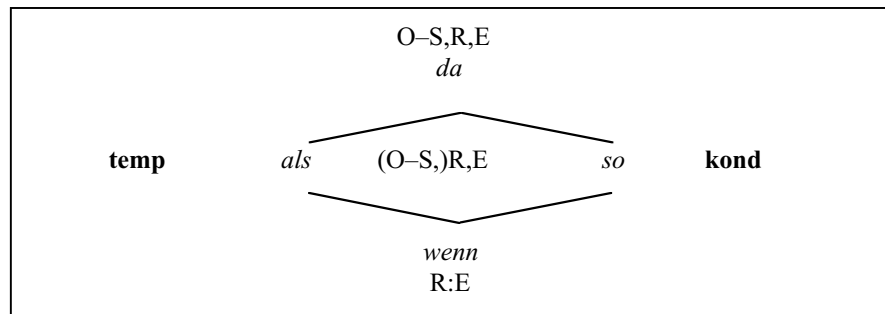 O–S,R,E
da
temp als (O–S,)R,E so kond
wenn
R:E